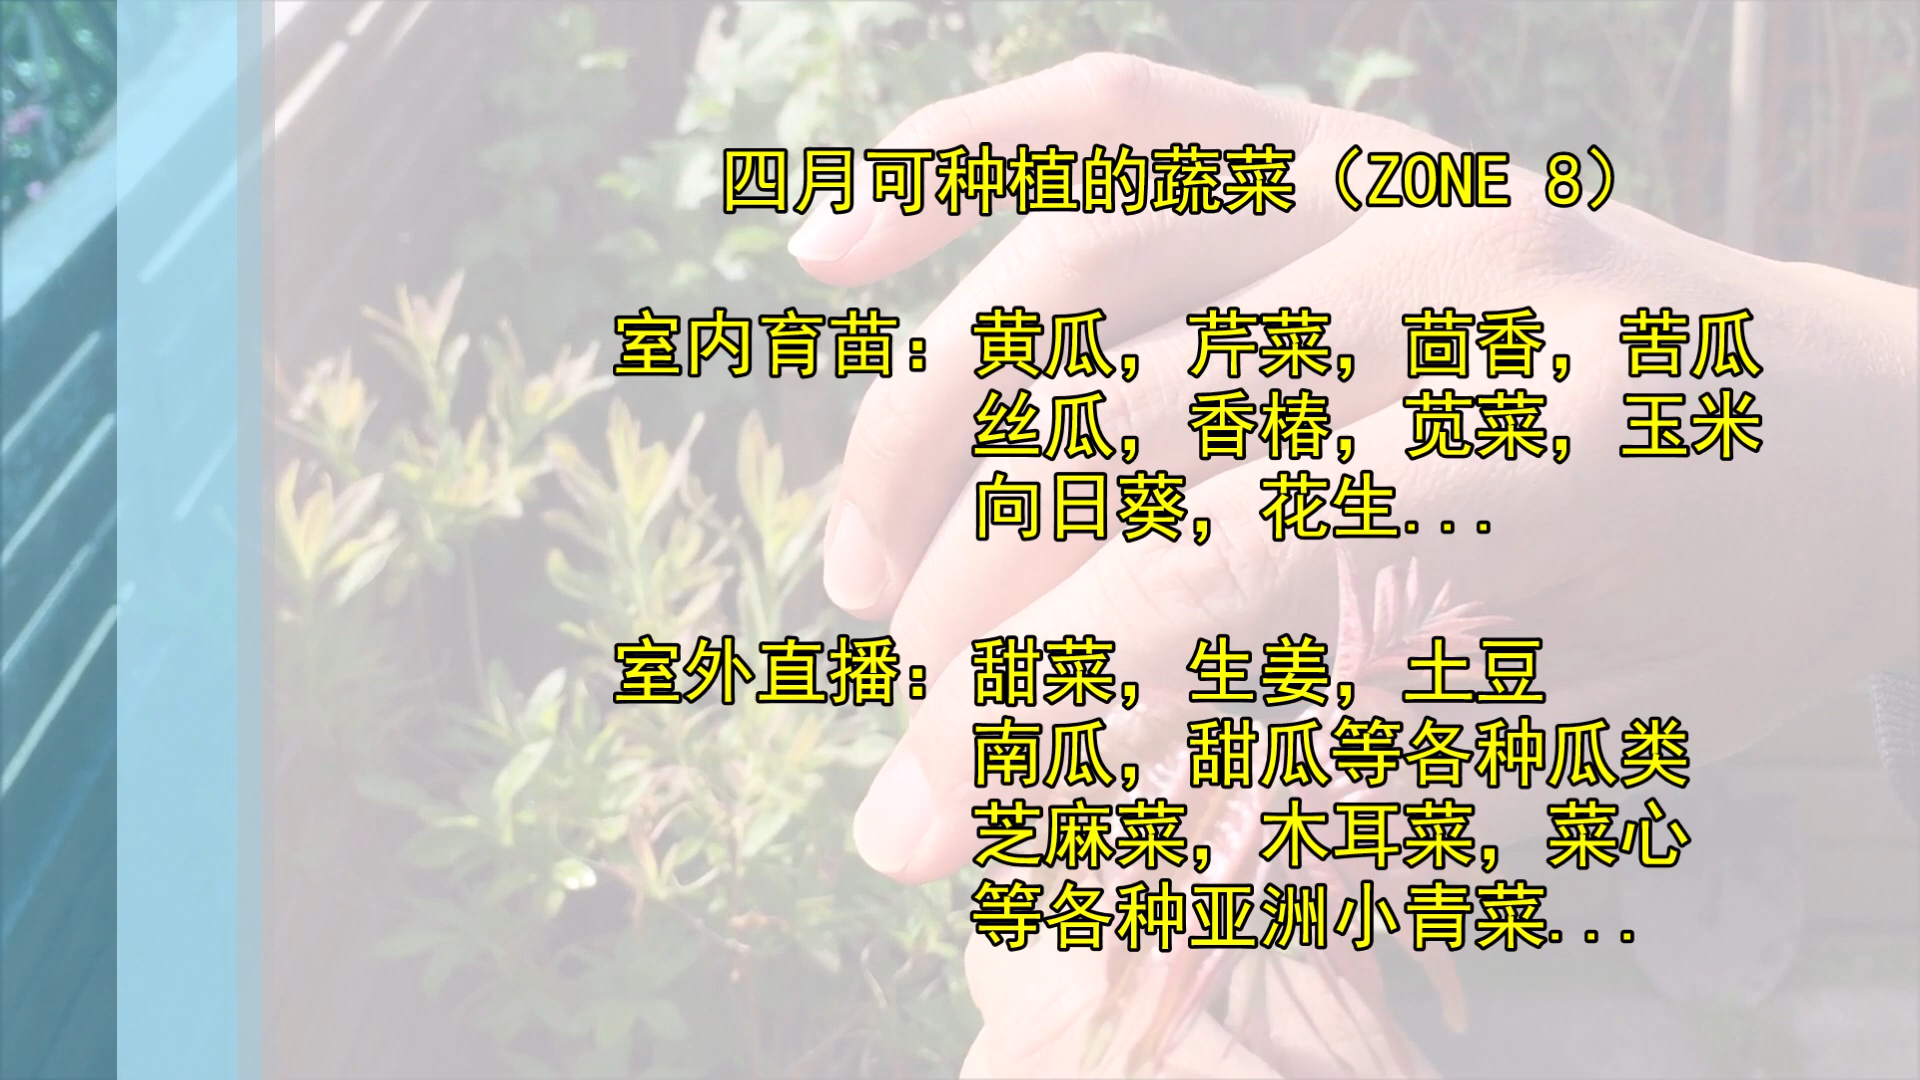 四月可种植的蔬菜（ZONE 8）
室内育苗：黄瓜，芹菜，茴香，苦瓜
丝瓜，香椿，苋菜，玉米
向日葵，花生...
室外直播：甜菜，生姜，土豆
南瓜，甜瓜等各种瓜类
芝麻菜，木耳菜，菜心
等各种亚洲小青菜...